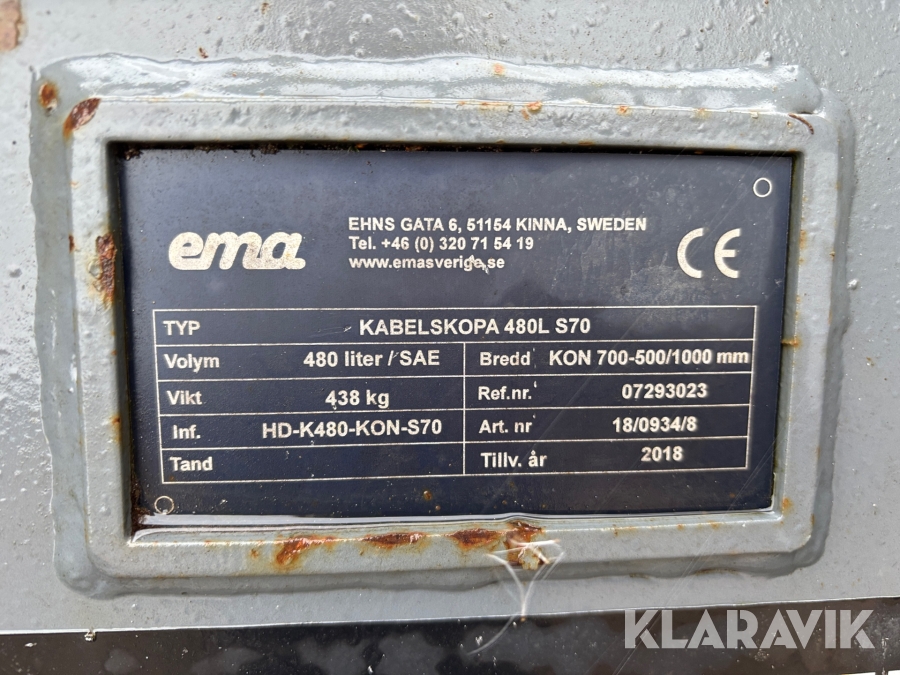 ema
EHNS GATA 6, 51154 KINNA, SWEDEN
Tel. +46 (0) 320 71 54 19
www.emasverige.se
CE
TYP KABELSKOPA 480L S70
Volym 480 liter / SAE Bredd KON 700-500/1000 mm
Vikt 438 kg Ref.nr. 07293023
Inf. HD-K480-KON-S70 Art. nr 18/0934/8
Tand Tillv. år 2018
KLARAVIK